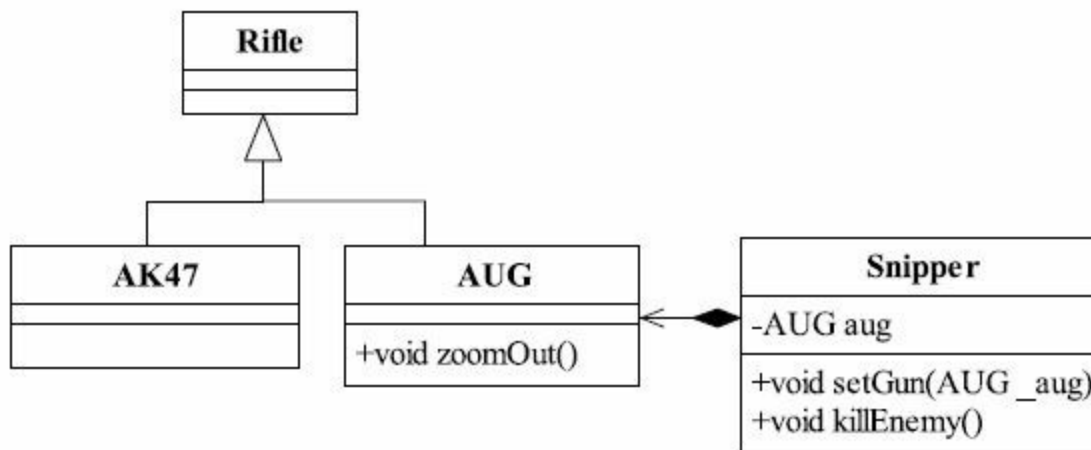 Rifle
AK47
AUG
+void zoomOut()
Snipper
-AUG aug
+void setGun(AUG _aug)
+void killEnemy()